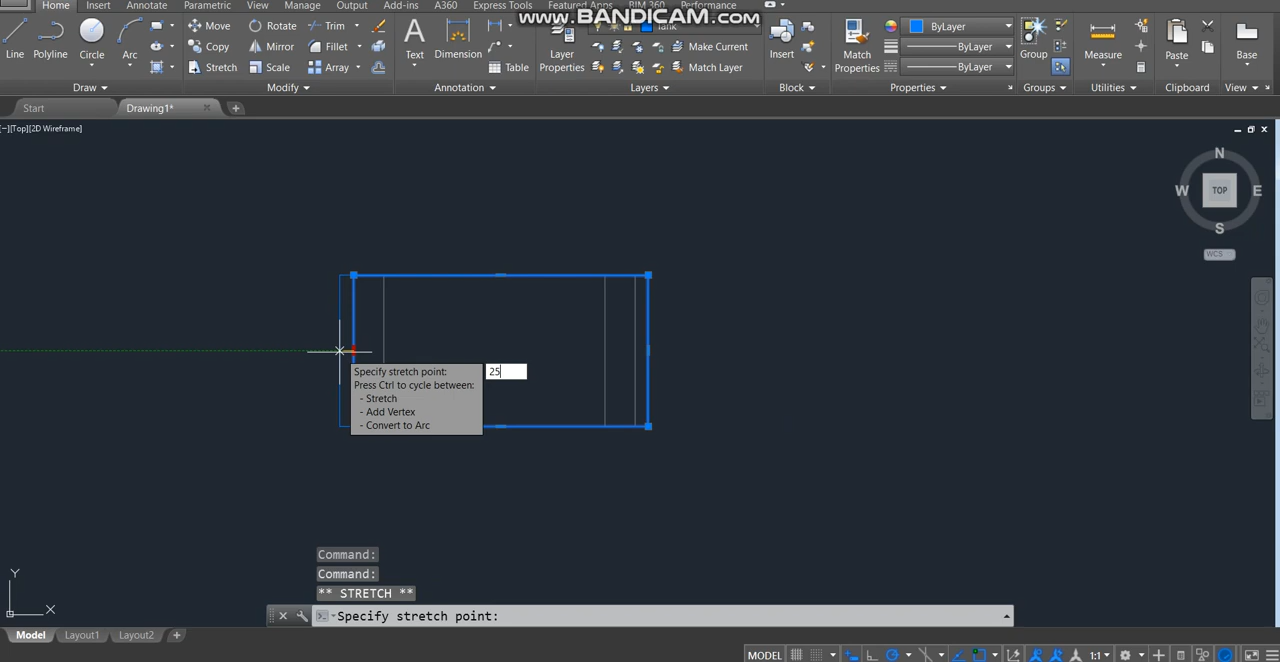 Home Insert Annotate Parametric View Manage Output Add-ins A360 Express Tools Featured Apps BIM 360 Performance
www.BANDICAM.com
Line Polyline Circle Arc
Move Rotate Trim
Copy Mirror Fillet
Stretch Scale Array
Text Dimension
Table
Layer Properties
Tank
Make Current
Match Layer
Insert
Match Properties
ByLayer
ByLayer
ByLayer
Group
Measure
Paste
Base
Draw Modify Annotation Layers Block Properties Groups Utilities Clipboard View
Start Drawing1*
[−][Top][2D Wireframe]
N
W TOP E
S
WCS
Specify stretch point: 25
Press Ctrl to cycle between:
- Stretch
- Add Vertex
- Convert to Arc
Command:
Command:
** STRETCH **
Specify stretch point:
Y
X
Model Layout1 Layout2
MODEL 1:1